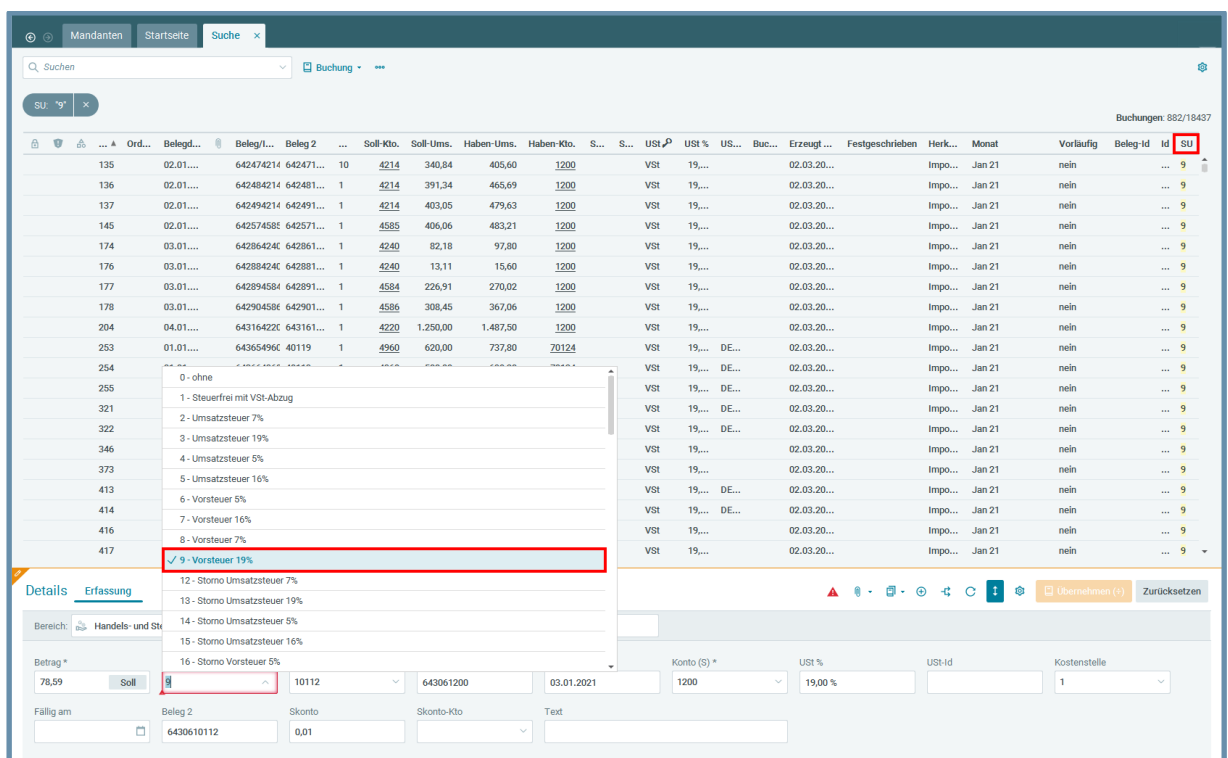 Mandanten Startseite Suche ×
Suchen Buchung
SU: "9" ×
Buchungen: 882/18437
... Ord... Belegd... Beleg/I... Beleg 2 ... Soll-Kto. Soll-Ums. Haben-Ums. Haben-Kto. S... S... USt USt % US... Buc... Erzeugt ... Festgeschrieben Herk... Monat Vorläufig Beleg-Id Id SU
135 02.01.... 642474214 642471... 10 4214 340,84 405,60 1200 VSt 19,... 02.03.20... Impo... Jan 21 nein ... 9
136 02.01.... 642484214 642481... 1 4214 391,34 465,69 1200 VSt 19,... 02.03.20... Impo... Jan 21 nein ... 9
137 02.01.... 642494214 642491... 1 4214 403,05 479,63 1200 VSt 19,... 02.03.20... Impo... Jan 21 nein ... 9
145 02.01.... 642574585 642571... 1 4585 406,06 483,21 1200 VSt 19,... 02.03.20... Impo... Jan 21 nein ... 9
174 03.01.... 642864240 642861... 1 4240 82,18 97,80 1200 VSt 19,... 02.03.20... Impo... Jan 21 nein ... 9
176 03.01.... 642884240 642881... 1 4240 13,11 15,60 1200 VSt 19,... 02.03.20... Impo... Jan 21 nein ... 9
177 03.01.... 642894584 642891... 1 4584 226,91 270,02 1200 VSt 19,... 02.03.20... Impo... Jan 21 nein ... 9
178 03.01.... 642904586 642901... 1 4586 308,45 367,06 1200 VSt 19,... 02.03.20... Impo... Jan 21 nein ... 9
204 04.01.... 643164220 643161... 1 4220 1.250,00 1.487,50 1200 VSt 19,... 02.03.20... Impo... Jan 21 nein ... 9
253 01.01.... 643654960 40119 1 4960 620,00 737,80 70124 VSt 19,... DE... 02.03.20... Impo... Jan 21 nein ... 9
254 VSt 19,... DE... 02.03.20... Impo... Jan 21 nein ... 9
255 VSt 19,... DE... 02.03.20... Impo... Jan 21 nein ... 9
321 VSt 19,... DE... 02.03.20... Impo... Jan 21 nein ... 9
322 VSt 19,... DE... 02.03.20... Impo... Jan 21 nein ... 9
346 VSt 19,... 02.03.20... Impo... Jan 21 nein ... 9
373 VSt 19,... 02.03.20... Impo... Jan 21 nein ... 9
413 VSt 19,... DE... 02.03.20... Impo... Jan 21 nein ... 9
414 VSt 19,... DE... 02.03.20... Impo... Jan 21 nein ... 9
416 VSt 19,... 02.03.20... Impo... Jan 21 nein ... 9
417 VSt 19,... 02.03.20... Impo... Jan 21 nein ... 9
0 - ohne
1 - Steuerfrei mit VSt-Abzug
2 - Umsatzsteuer 7%
3 - Umsatzsteuer 19%
4 - Umsatzsteuer 5%
5 - Umsatzsteuer 16%
6 - Vorsteuer 5%
7 - Vorsteuer 16%
8 - Vorsteuer 7%
9 - Vorsteuer 19%
12 - Storno Umsatzsteuer 7%
13 - Storno Umsatzsteuer 19%
14 - Storno Umsatzsteuer 5%
15 - Storno Umsatzsteuer 16%
16 - Storno Vorsteuer 5%
Details Erfassung Übernehmen (+) Zurücksetzen
Bereich: Handels- und Ste
Betrag * Konto (S) * USt % USt-Id Kostenstelle
78,59 Soll 9 10112 643061200 03.01.2021 1200 19,00 % 1
Fällig am Beleg 2 Skonto Skonto-Kto Text
6430610112 0,01